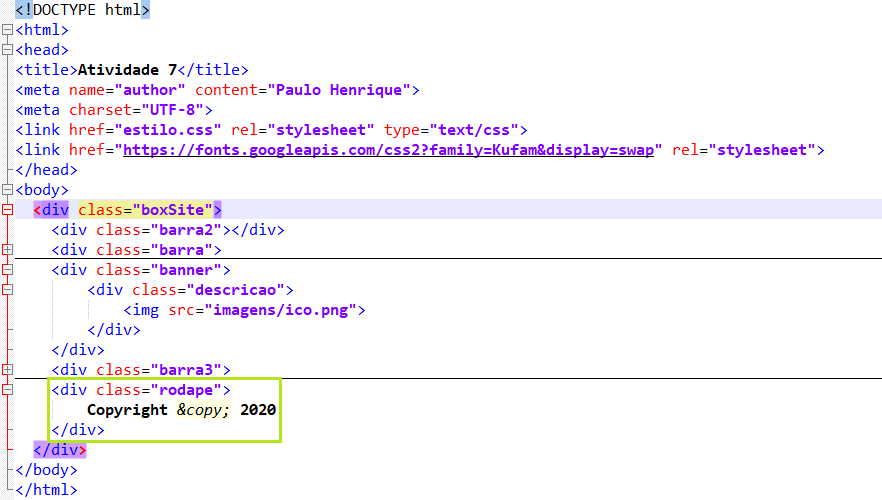 <!DOCTYPE html>
<html>
<head>
<title>Atividade 7</title>
<meta name="author" content="Paulo Henrique">
<meta charset="UTF-8">
<link href="estilo.css" rel="stylesheet" type="text/css">
<link href="https://fonts.googleapis.com/css2?family=Kufam&display=swap" rel="stylesheet">
</head>
<body>
<div class="boxSite">
<div class="barra2"></div>
<div class="barra">
<div class="banner">
<div class="descricao">
<img src="imagens/ico.png">
</div>
</div>
<div class="barra3">
<div class="rodape">
Copyright &copy; 2020
</div>
</div>
</body>
</html>